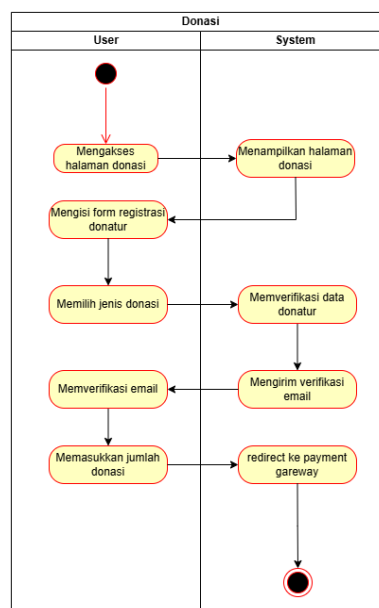 Donasi
User
System
Mengakses
halaman donasi
Menampilkan halaman
donasi
Mengisi form registrasi
donatur
Memilih jenis donasi
Memverifikasi data
donatur
Mengirim verifikasi
email
Memverifikasi email
Memasukkan jumlah
donasi
redirect ke payment
gareway